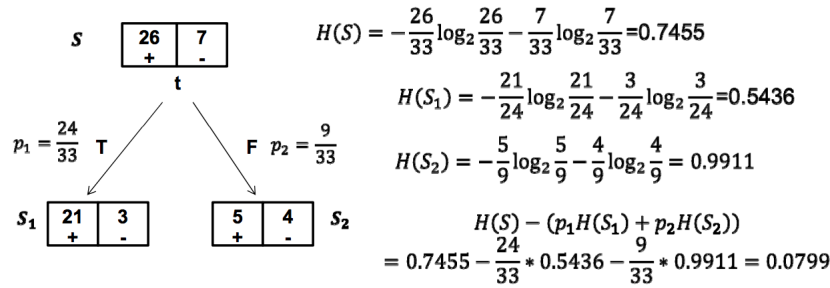 S 26 7
+ -
t
p₁ = 24/33 T F p₂ = 9/33
S₁ 21 3 5 4 S₂
+ - + -
H(S) = −26/33 log₂ 26/33 − 7/33 log₂ 7/33 =0.7455
H(S₁) = −21/24 log₂ 21/24 − 3/24 log₂ 3/24 =0.5436
H(S₂) = −5/9 log₂ 5/9 − 4/9 log₂ 4/9 = 0.9911
H(S) − (p₁H(S₁) + p₂H(S₂))
= 0.7455 − 24/33 * 0.5436 − 9/33 * 0.9911 = 0.0799